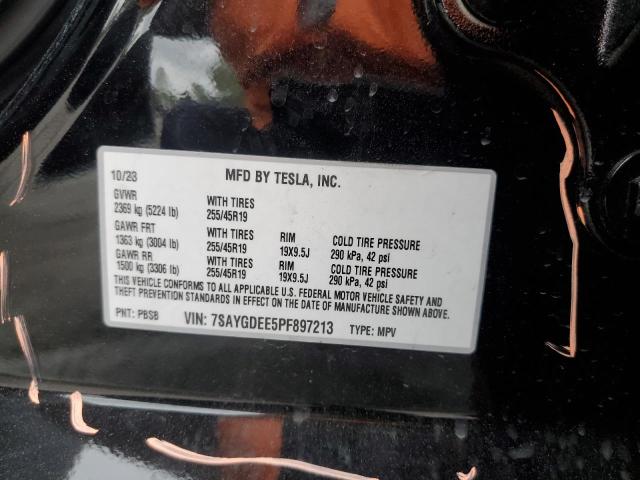 10/23 MFD BY TESLA, INC.
GVWR WITH TIRES
2369 kg (5224 lb) 255/45R19
GAWR FRT WITH TIRES RIM COLD TIRE PRESSURE
1363 kg (3004 lb) 255/45R19 19X9.5J 290 kPa, 42 psi
GAWR RR WITH TIRES RIM COLD TIRE PRESSURE
1500 kg (3306 lb) 255/45R19 19X9.5J 290 kPa, 42 psi
THIS VEHICLE CONFORMS TO ALL APPLICABLE U.S. FEDERAL MOTOR VEHICLE SAFETY AND
THEFT PREVENTION STANDARDS IN EFFECT ON THE DATE OF MANUFACTURE SHOWN ABOVE.
PNT: PBSB VIN: 7SAYGDEE5PF897213 TYPE: MPV